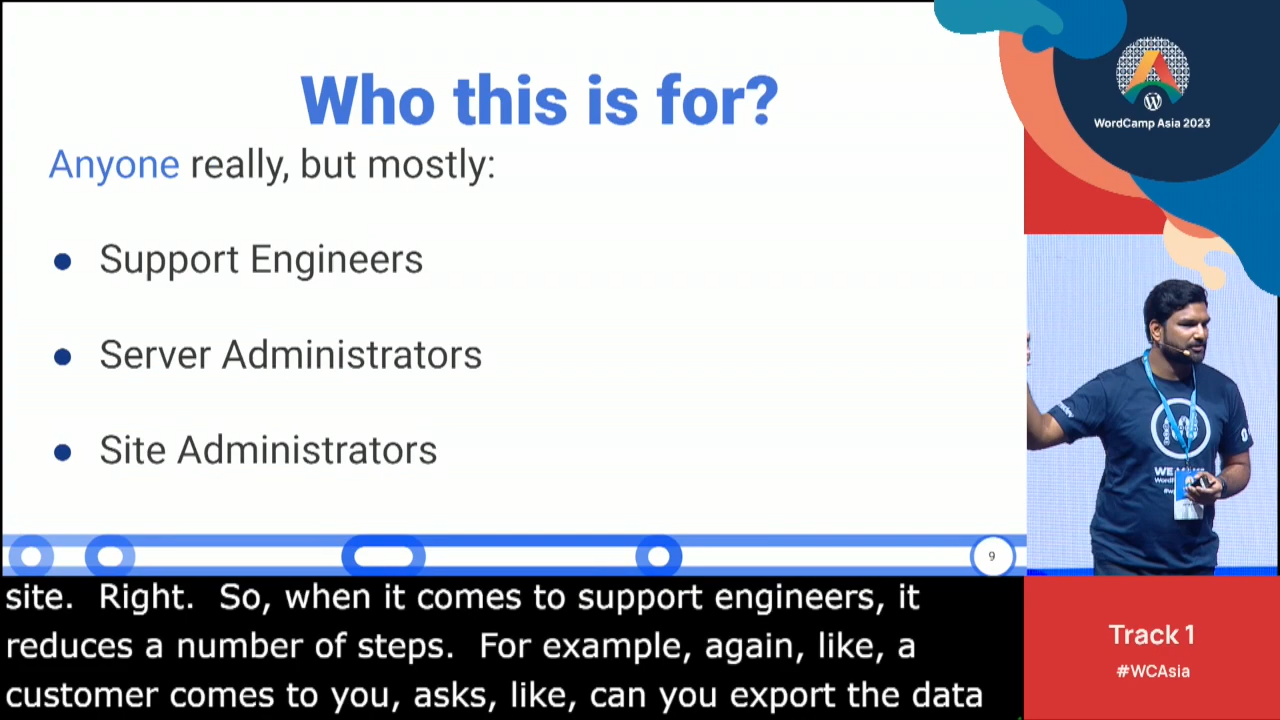 Who this is for?
Anyone really, but mostly:
● Support Engineers
● Server Administrators
● Site Administrators
9
site. Right. So, when it comes to support engineers, it
reduces a number of steps. For example, again, like, a
customer comes to you, asks, like, can you export the data
WordCamp Asia 2023
Track 1
#WCAsia